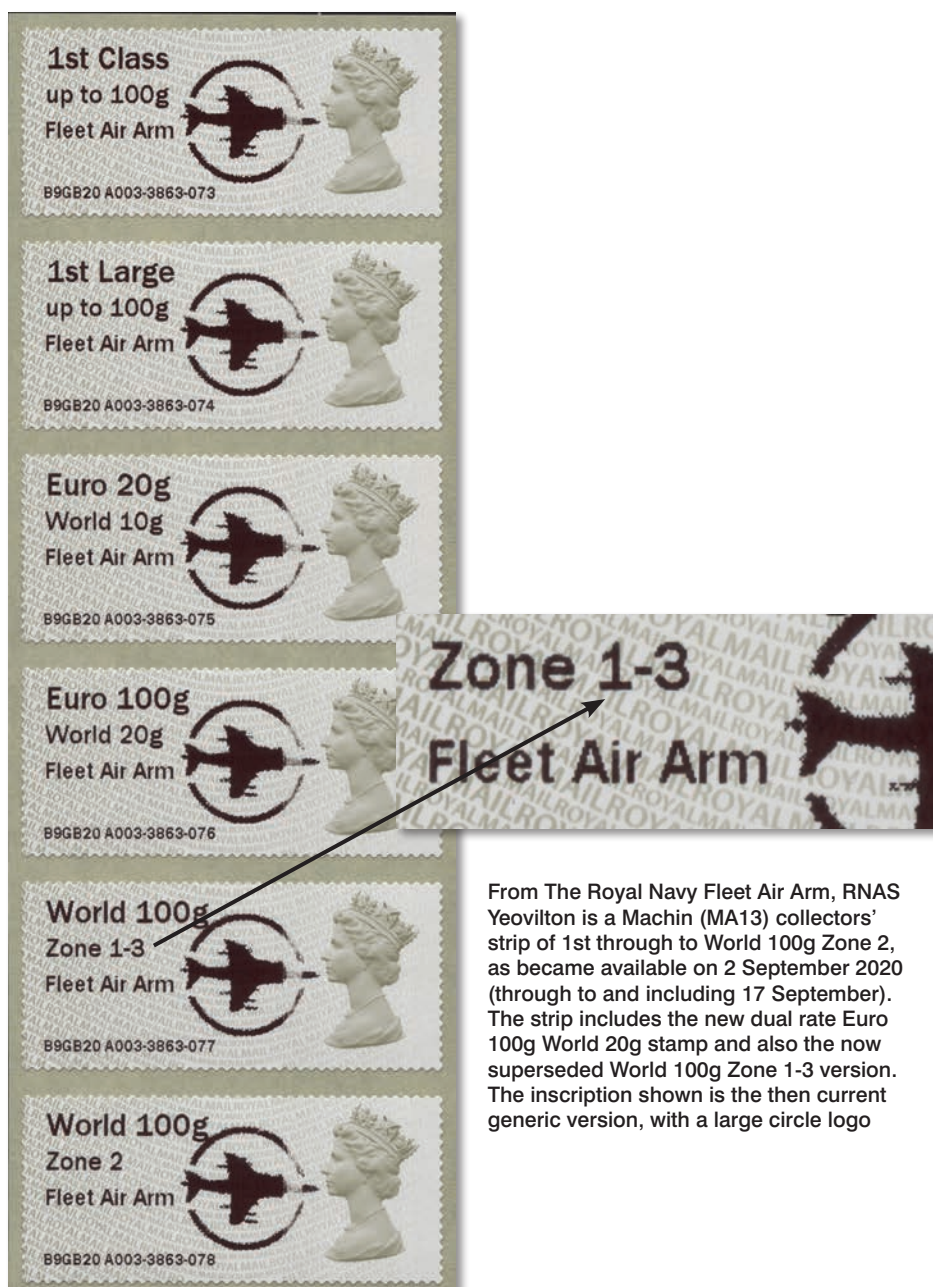 1st Class
up to 100g
Fleet Air Arm
B9GB20 A003-3863-073
1st Large
up to 100g
Fleet Air Arm
B9GB20 A003-3863-074
Euro 20g
World 10g
Fleet Air Arm
B9GB20 A003-3863-075
Euro 100g
World 20g
Fleet Air Arm
B9GB20 A003-3863-076
World 100g
Zone 1-3
Fleet Air Arm
B9GB20 A003-3863-077
World 100g
Zone 2
Fleet Air Arm
B9GB20 A003-3863-078
Zone 1-3
Fleet Air Arm
From The Royal Navy Fleet Air Arm, RNAS
Yeovilton is a Machin (MA13) collectors'
strip of 1st through to World 100g Zone 2,
as became available on 2 September 2020
(through to and including 17 September).
The strip includes the new dual rate Euro
100g World 20g stamp and also the now
superseded World 100g Zone 1-3 version.
The inscription shown is the then current
generic version, with a large circle logo